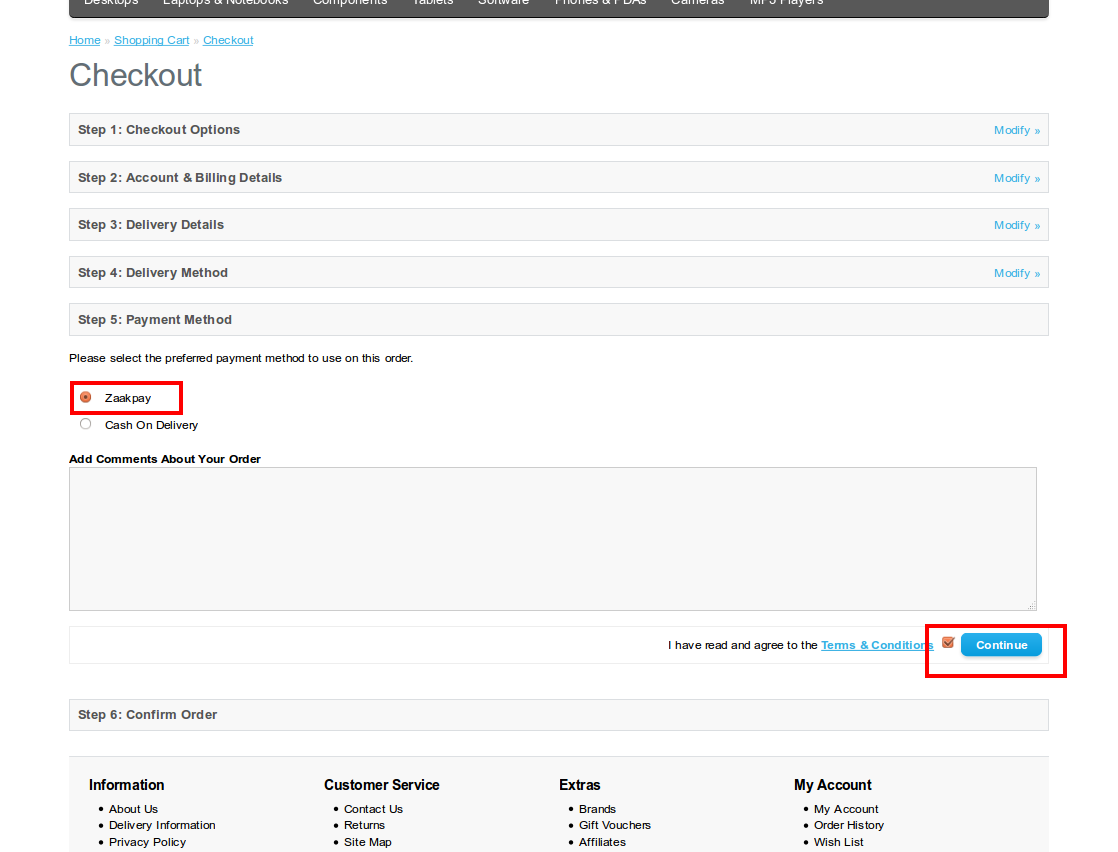 Desktops Laptops & Notebooks Components Tablets Software Phones & PDAs Cameras MP3 Players
Home » Shopping Cart » Checkout
Checkout
Step 1: Checkout Options Modify »
Step 2: Account & Billing Details Modify »
Step 3: Delivery Details Modify »
Step 4: Delivery Method Modify »
Step 5: Payment Method
Please select the preferred payment method to use on this order.
Zaakpay
Cash On Delivery
Add Comments About Your Order
I have read and agree to the Terms & Conditions Continue
Step 6: Confirm Order
Information Customer Service Extras My Account
• About Us • Contact Us • Brands • My Account
• Delivery Information • Returns • Gift Vouchers • Order History
• Privacy Policy • Site Map • Affiliates • Wish List